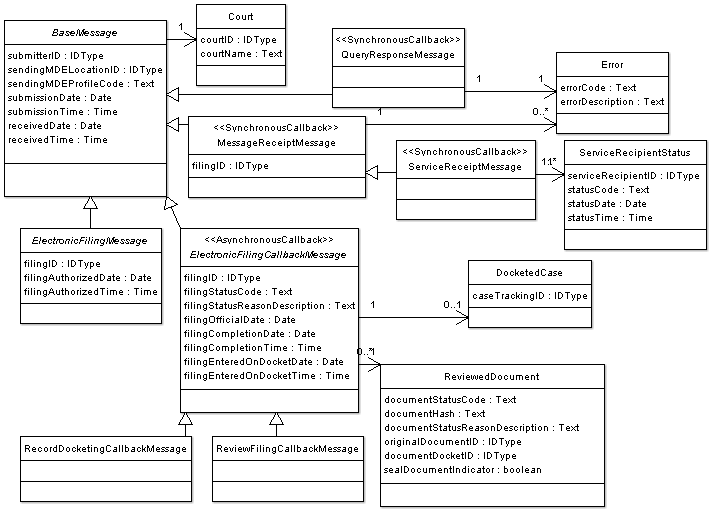 BaseMessage
submitterID : IDType
sendingMDELocationID : IDType
sendingMDEProfileCode : Text
submissionDate : Date
submissionTime : Time
receivedDate : Date
receivedTime : Time
1
Court
courtID : IDType
courtName : Text
<<SynchronousCallback>>
QueryResponseMessage
1
1
Error
errorCode : Text
errorDescription : Text
1
0..*
<<SynchronousCallback>>
MessageReceiptMessage
filingID : IDType
<<SynchronousCallback>>
ServiceReceiptMessage
ServiceRecipientStatus
serviceRecipientID : IDType
statusCode : Text
statusDate : Date
statusTime : Time
ElectronicFilingMessage
filingID : IDType
filingAuthorizedDate : Date
filingAuthorizedTime : Time
<<AsynchronousCallback>>
ElectronicFilingCallbackMessage
filingID : IDType
filingStatusCode : Text
filingStatusReasonDescription : Text
filingOfficialDate : Date
filingCompletionDate : Date
filingCompletionTime : Time
filingEnteredOnDocketDate : Date
filingEnteredOnDocketTime : Time
1
0..1
DocketedCase
caseTrackingID : IDType
ReviewedDocument
documentStatusCode : Text
documentHash : Text
documentStatusReasonDescription : Text
originalDocumentID : IDType
documentDocketID : IDType
sealDocumentIndicator : boolean
RecordDocketingCallbackMessage
ReviewFilingCallbackMessage